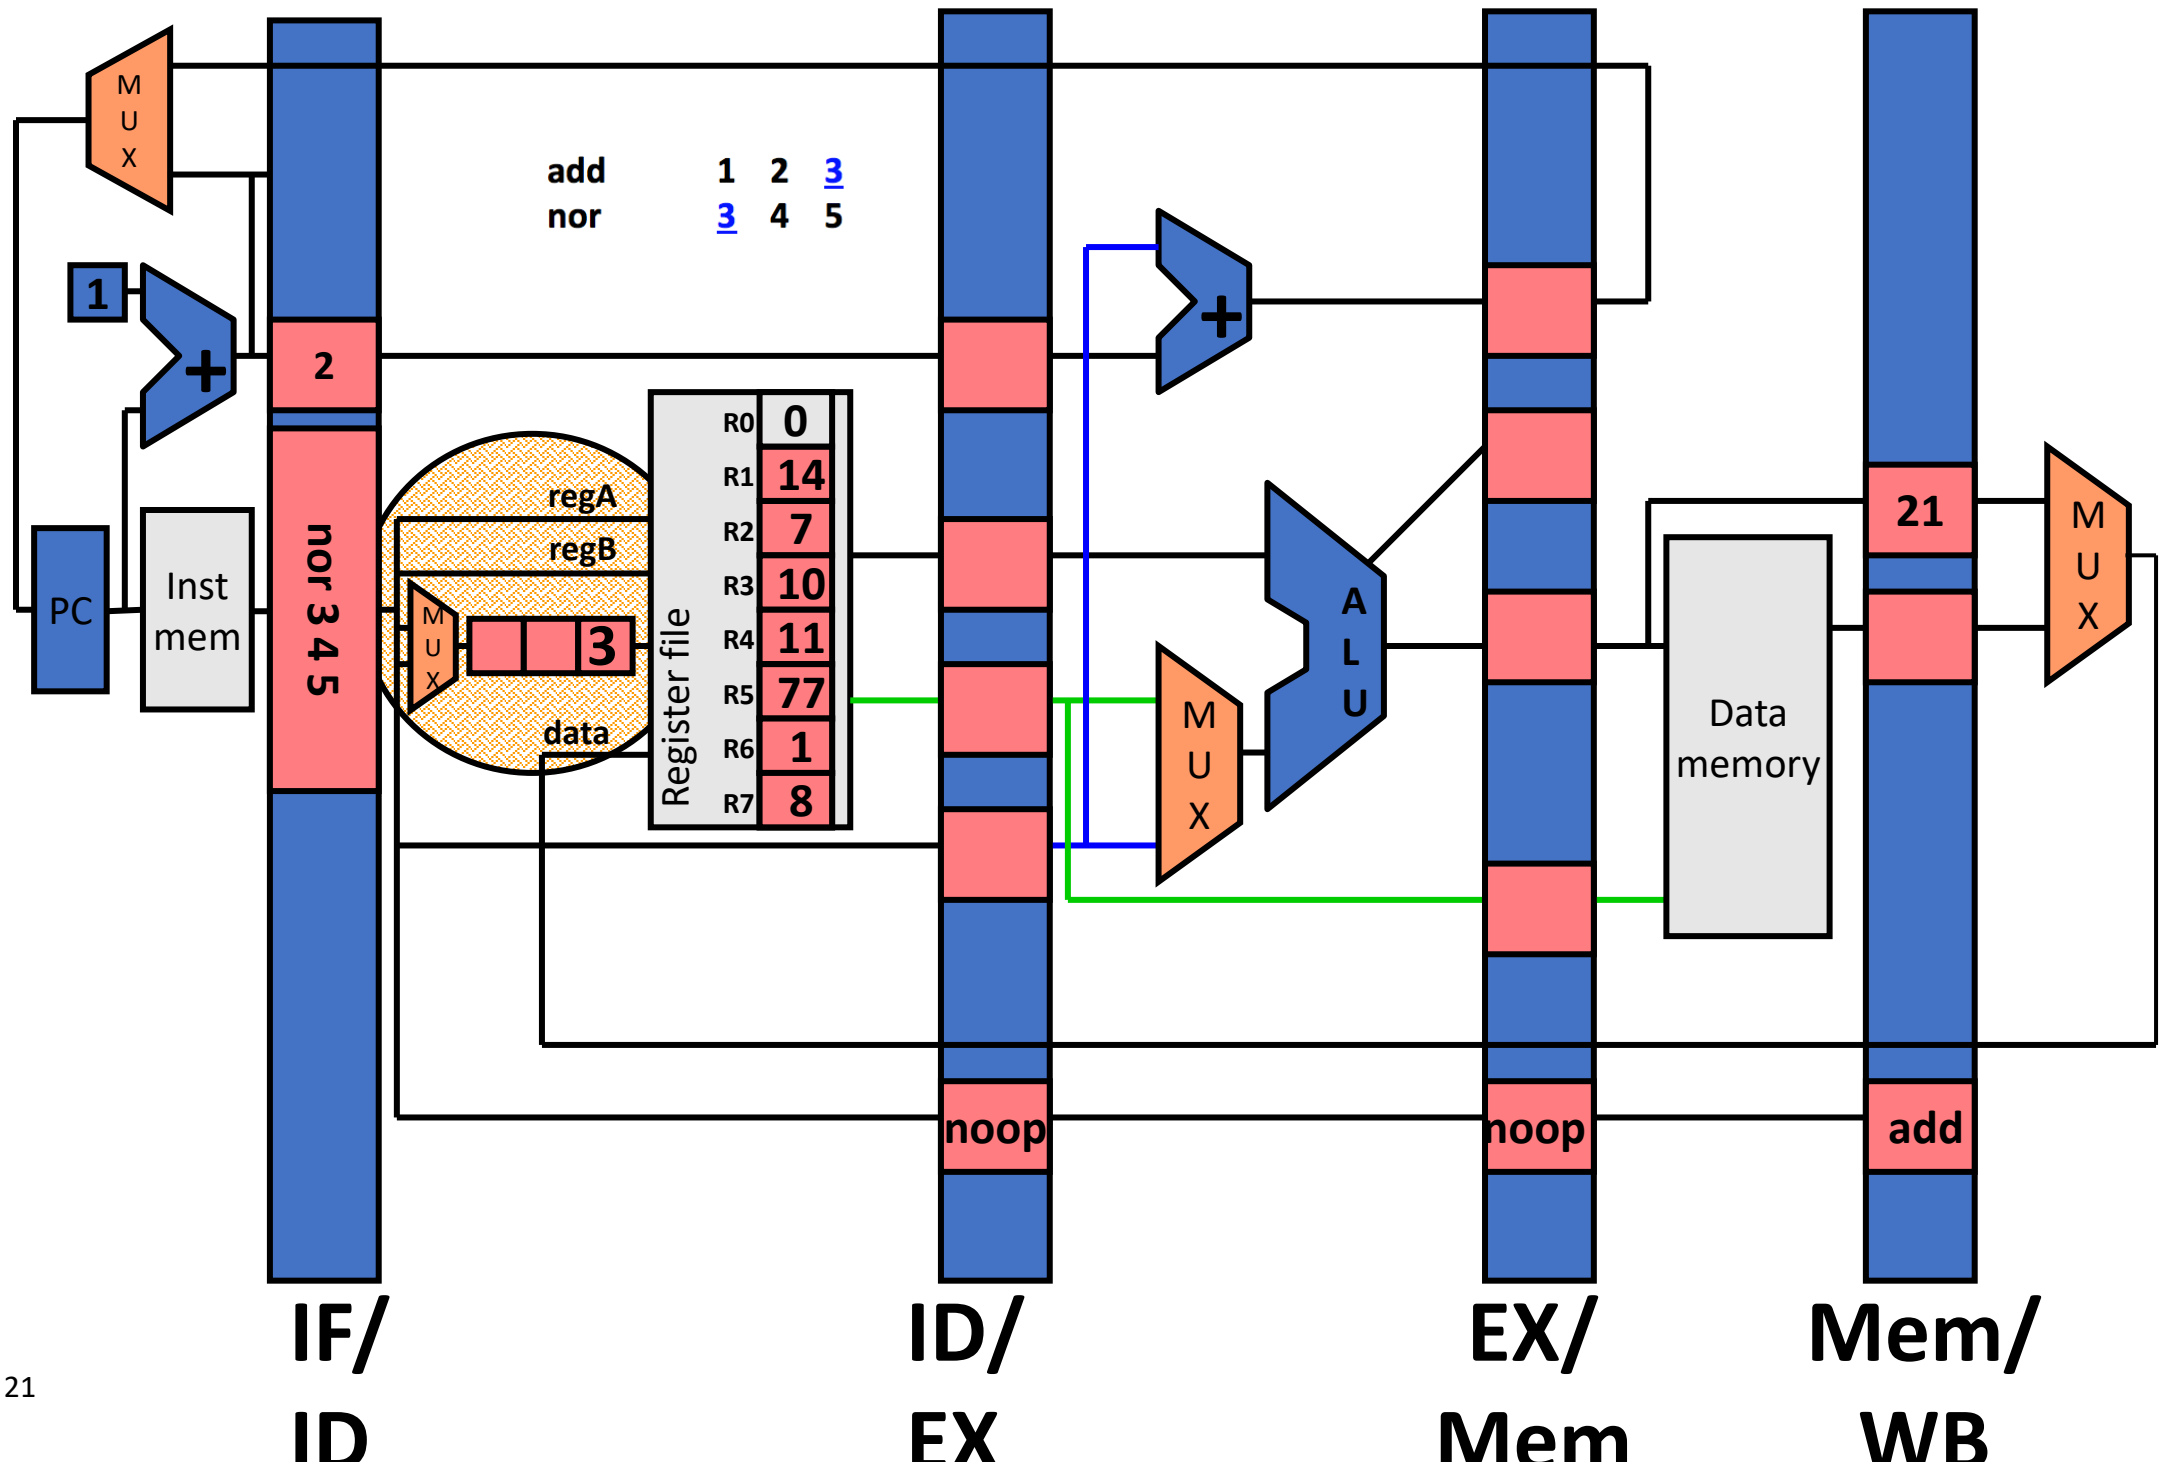 M
U
X
add 1 2 3
nor 3 4 5
1
+
2
+
R0 0
R1 14
R2 7
R3 10
R4 11
R5 77
R6 1
R7 8
Register file
regA
regB
M
U
X
3
data
PC
Inst
mem
nor 3 4 5
M
U
X
A
L
U
Data
memory
21
M
U
X
noop
noop
add
IF/
ID
ID/
EX
EX/
Mem
Mem/
WB
21